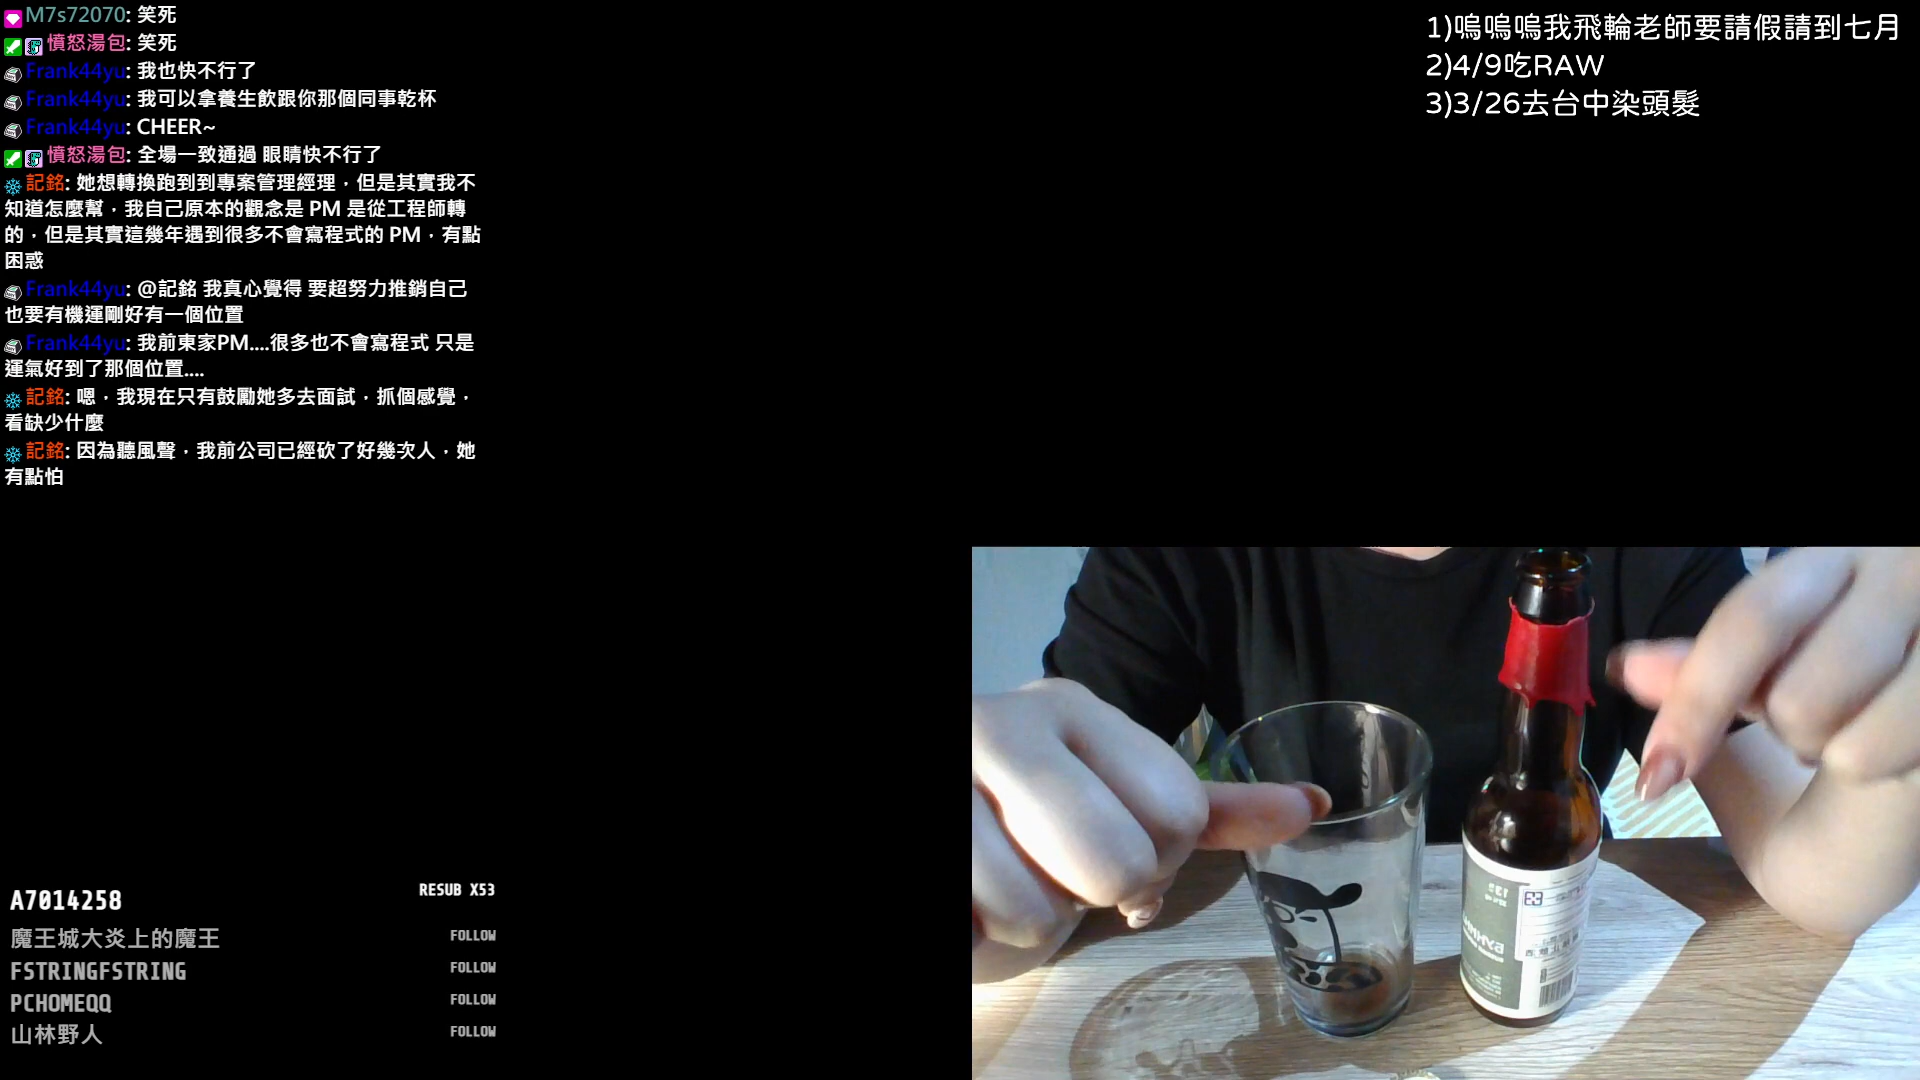 M7s72070: 笑死
憤怒湯包: 笑死
Frank44yu: 我也快不行了
Frank44yu: 我可以拿養生飲跟你那個同事乾杯
Frank44yu: CHEER~
憤怒湯包: 全場一致通過 眼睛快不行了
記銘: 她想轉換跑到到專案管理經理，但是其實我不
知道怎麼幫，我自己原本的觀念是 PM 是從工程師轉
的，但是其實這幾年遇到很多不會寫程式的 PM，有點
困惑
Frank44yu: @記銘 我真心覺得 要超努力推銷自己
也要有機運剛好有一個位置
Frank44yu: 我前東家PM....很多也不會寫程式 只是
運氣好到了那個位置....
記銘: 嗯，我現在只有鼓勵她多去面試，抓個感覺，
看缺少什麼
記銘: 因為聽風聲，我前公司已經砍了好幾次人，她
有點怕
1)嗚嗚嗚我飛輪老師要請假請到七月
2)4/9吃RAW
3)3/26去台中染頭髮
A7014258 RESUB X53
魔王城大炎上的魔王 FOLLOW
FSTRINGFSTRING FOLLOW
PCHOMEQQ FOLLOW
山林野人 FOLLOW